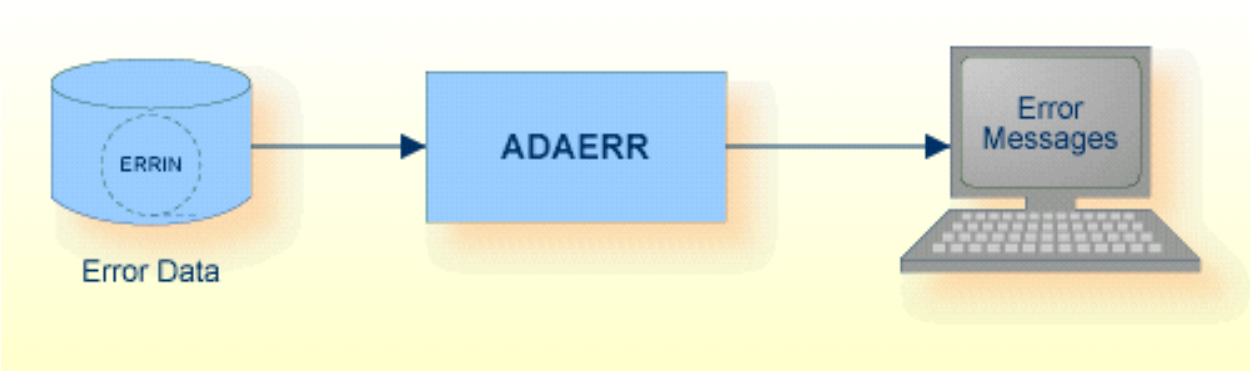 ERRIN
Error Data
ADAERR
Error
Messages